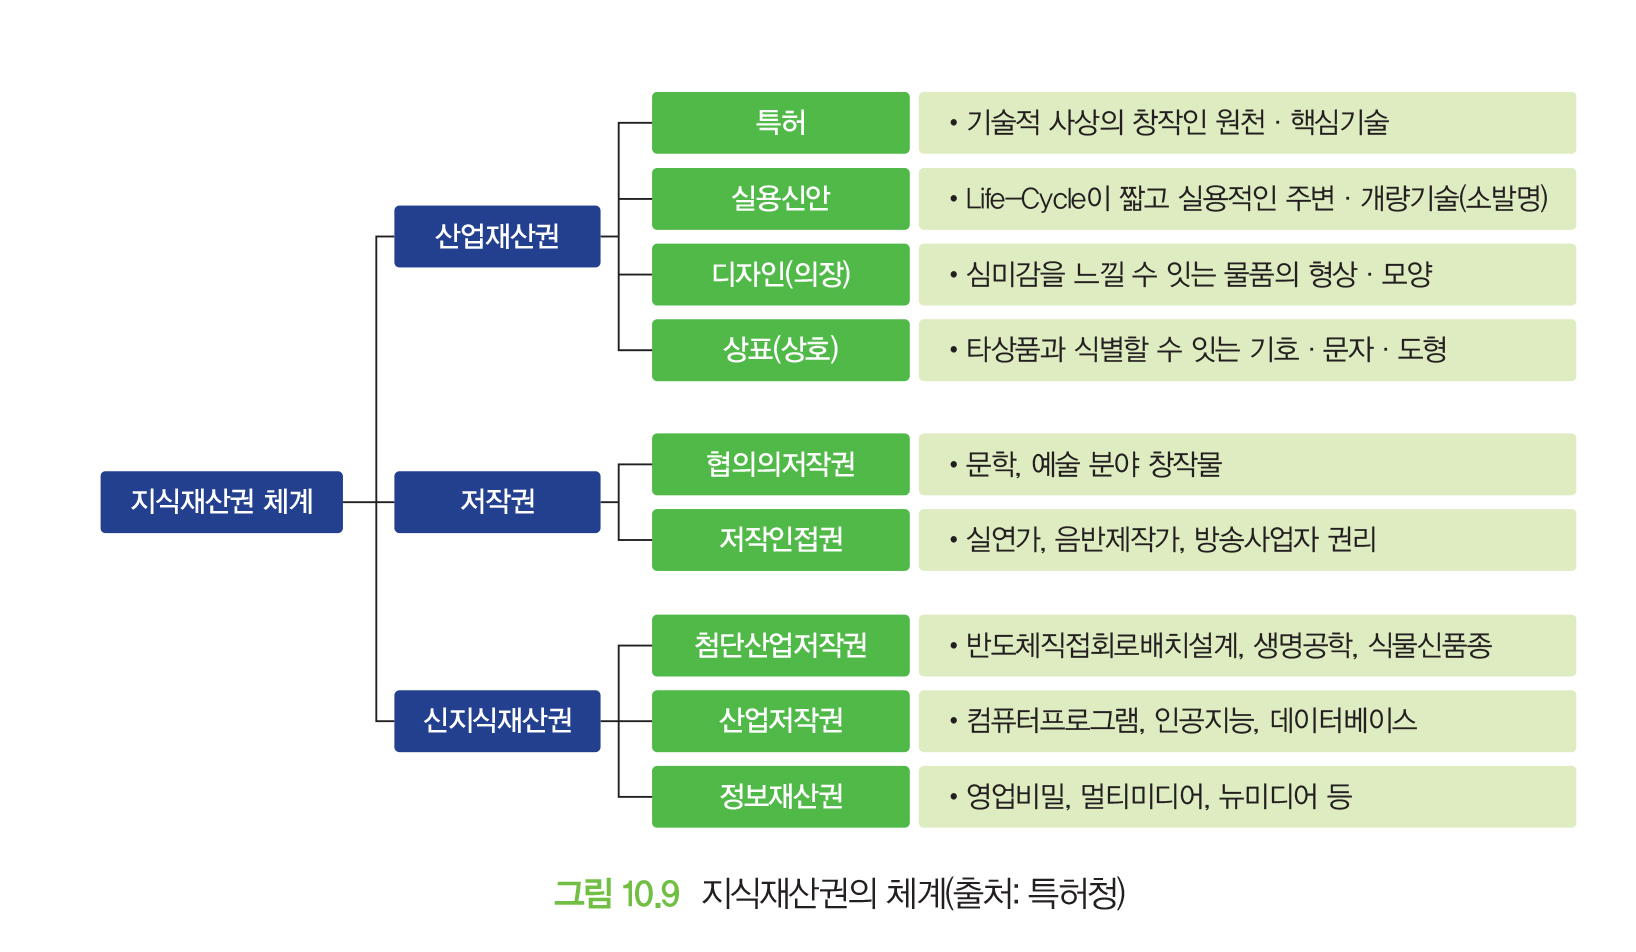 특허
• 기술적 사상의 창작인 원천 · 핵심기술
실용신안
• Life–Cycle이 짧고 실용적인 주변 · 개량기술(소발명)
산업재산권
디자인(의장)
• 심미감을 느낄 수 잇는 물품의 형상 · 모양
상표(상호)
• 타상품과 식별할 수 잇는 기호 · 문자 · 도형
지식재산권 체계
저작권
협의의저작권
• 문학, 예술 분야 창작물
저작인접권
• 실연가, 음반제작가, 방송사업자 권리
첨단산업저작권
• 반도체직접회로배치설계, 생명공학, 식물신품종
신지식재산권
산업저작권
• 컴퓨터프로그램, 인공지능, 데이터베이스
정보재산권
• 영업비밀, 멀티미디어, 뉴미디어 등
그림 10.9 지식재산권의 체계(출처: 특허청)